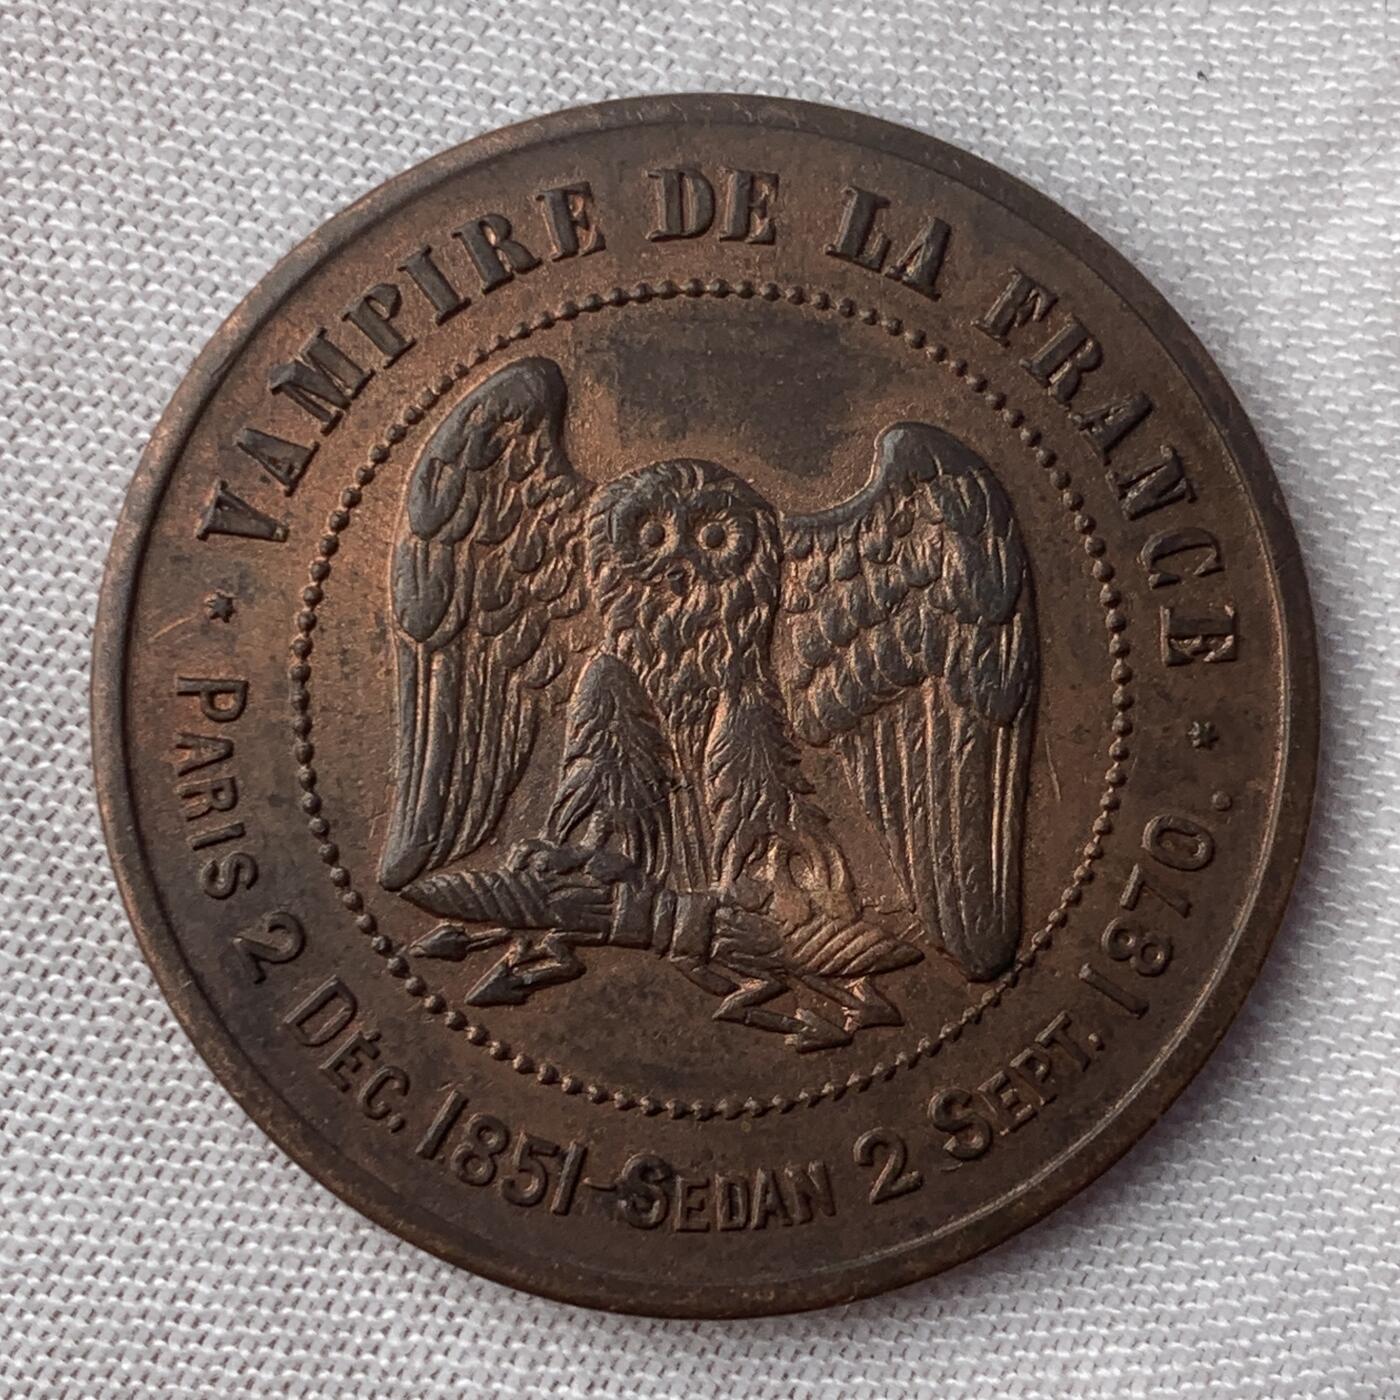 * VAMPIRE DE LA FRANCE *
PARIS 2 DÉC. 1851-SEDAN 2 SEPT. 1870.